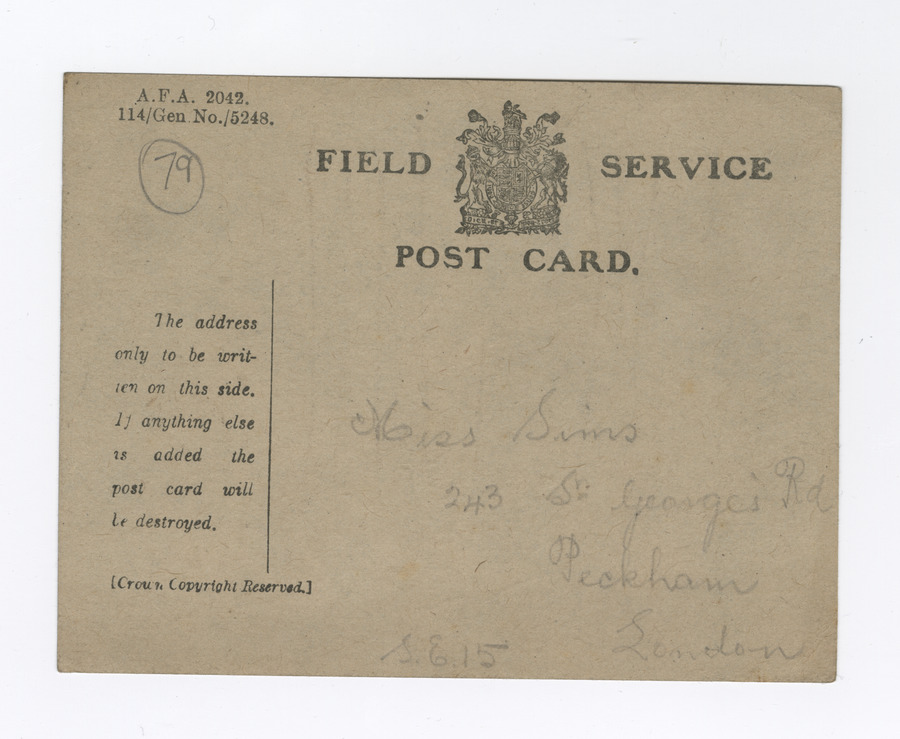 A.F.A. 2042.
114/Gen No./5248.
79
FIELD SERVICE
POST CARD.
The address
only to be writ-
ten on this side.
If anything else
is added the
post card will
be destroyed.
[Crown Copyright Reserved.]
Miss Sims
243 St George's Rd
Peckham
London
S.E.15